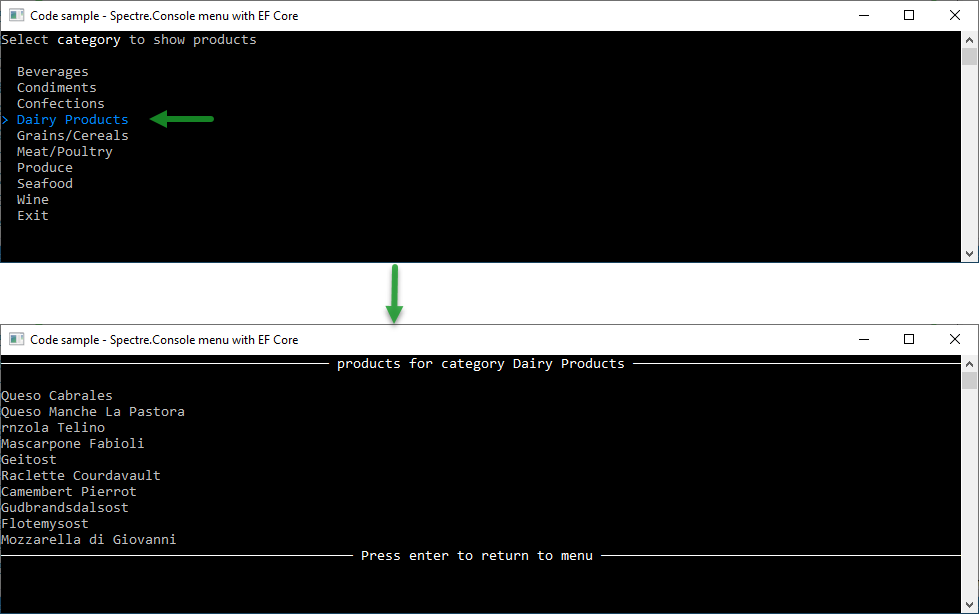 Code sample - Spectre.Console menu with EF Core
Select category to show products
Beverages
Condiments
Confections
> Dairy Products
Grains/Cereals
Meat/Poultry
Produce
Seafood
Wine
Exit
Code sample - Spectre.Console menu with EF Core
products for category Dairy Products
Queso Cabrales
Queso Manche La Pastora
rnzola Telino
Mascarpone Fabioli
Geitost
Raclette Courdavault
Camembert Pierrot
Gudbrandsdalsost
Flotemysost
Mozzarella di Giovanni
Press enter to return to menu